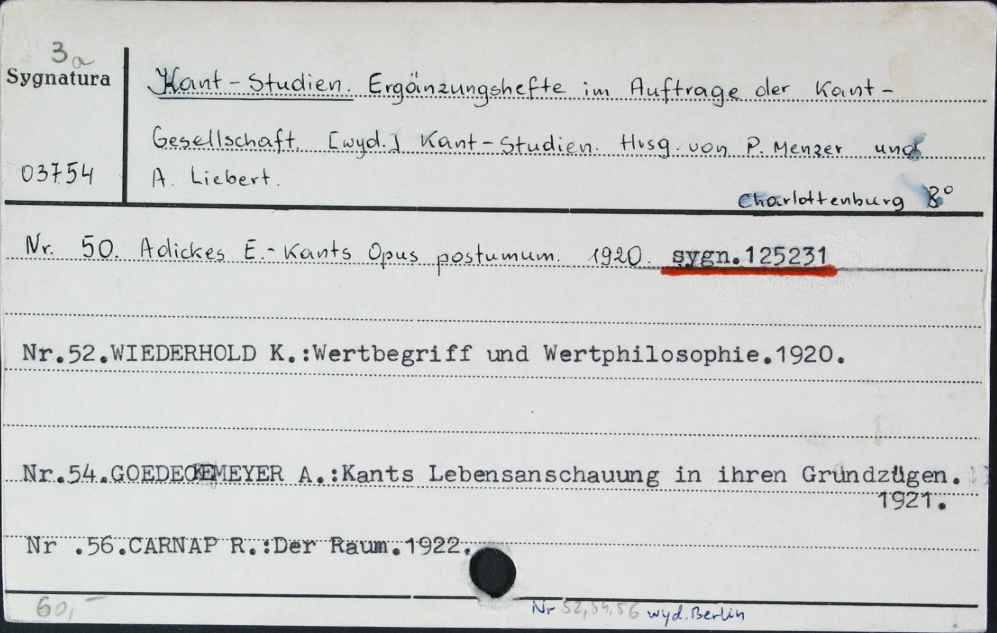 3a
Sygnatura
Kant-Studien. Ergänzungshefte im Auftrage der Kant-
Gesellschaft. [wyd.] Kant-Studien. Hrsg. von P. Menzer und
03754
A. Liebert.
Charlottenburg 8°
Nr. 50. Adickes E.- Kants Opus postumum. 1920. sygn.125231
Nr.52.WIEDERHOLD K.:Wertbegriff und Wertphilosophie.1920.
Nr.54.GOEDECKEMEYER A.:Kants Lebensanschauung in ihren Grundzügen.
1921.
Nr .56.CARNAP R.:Der Raum.1922.
60,-
Nr 52,54.56 wyd. Berlin